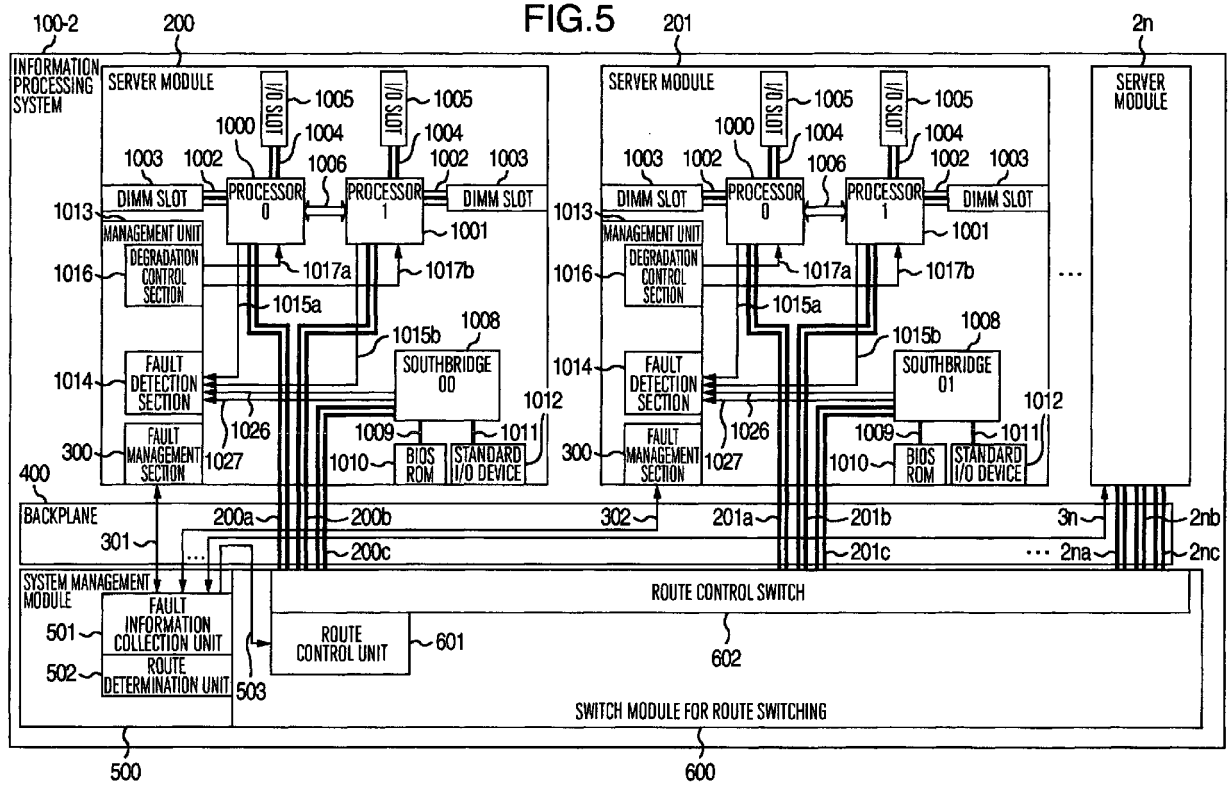 FIG.5
100-2
200
201
2n
INFORMATION
PROCESSING
SYSTEM
SERVER MODULE
I/O SLOT
1005
I/O SLOT
1005
1000
1004
1004
1003
1002
1006
1002
1003
DIMM SLOT
PROCESSOR
0
PROCESSOR
1
DIMM SLOT
1013
MANAGEMENT UNIT
1001
1016
DEGRADATION
CONTROL
SECTION
1017a
1017b
1015a
1015b
1008
1014
FAULT
DETECTION
SECTION
SOUTHBRIDGE
00
1012
1026
1009
1011
300
FAULT
MANAGEMENT
SECTION
1027
1010
BIOS
ROM
STANDARD
I/O DEVICE
SERVER MODULE
I/O SLOT
1005
I/O SLOT
1005
1000
1004
1004
1003
1002
1006
1002
1003
DIMM SLOT
PROCESSOR
0
PROCESSOR
1
DIMM SLOT
1013
MANAGEMENT UNIT
1001
1016
DEGRADATION
CONTROL
SECTION
1017a
1017b
1015a
1015b
1008
1014
FAULT
DETECTION
SECTION
SOUTHBRIDGE
01
1012
1026
1009
1011
300
FAULT
MANAGEMENT
SECTION
1027
1010
BIOS
ROM
STANDARD
I/O DEVICE
...
SERVER
MODULE
400
BACKPLANE
200a
200b
302
201a
201b
3n
2nb
301
...
200c
201c
...
2na
2nc
SYSTEM MANAGEMENT
MODULE
ROUTE CONTROL SWITCH
501
FAULT
INFORMATION
COLLECTION UNIT
ROUTE
CONTROL UNIT
601
602
502
ROUTE
DETERMINATION UNIT
503
SWITCH MODULE FOR ROUTE SWITCHING
500
600